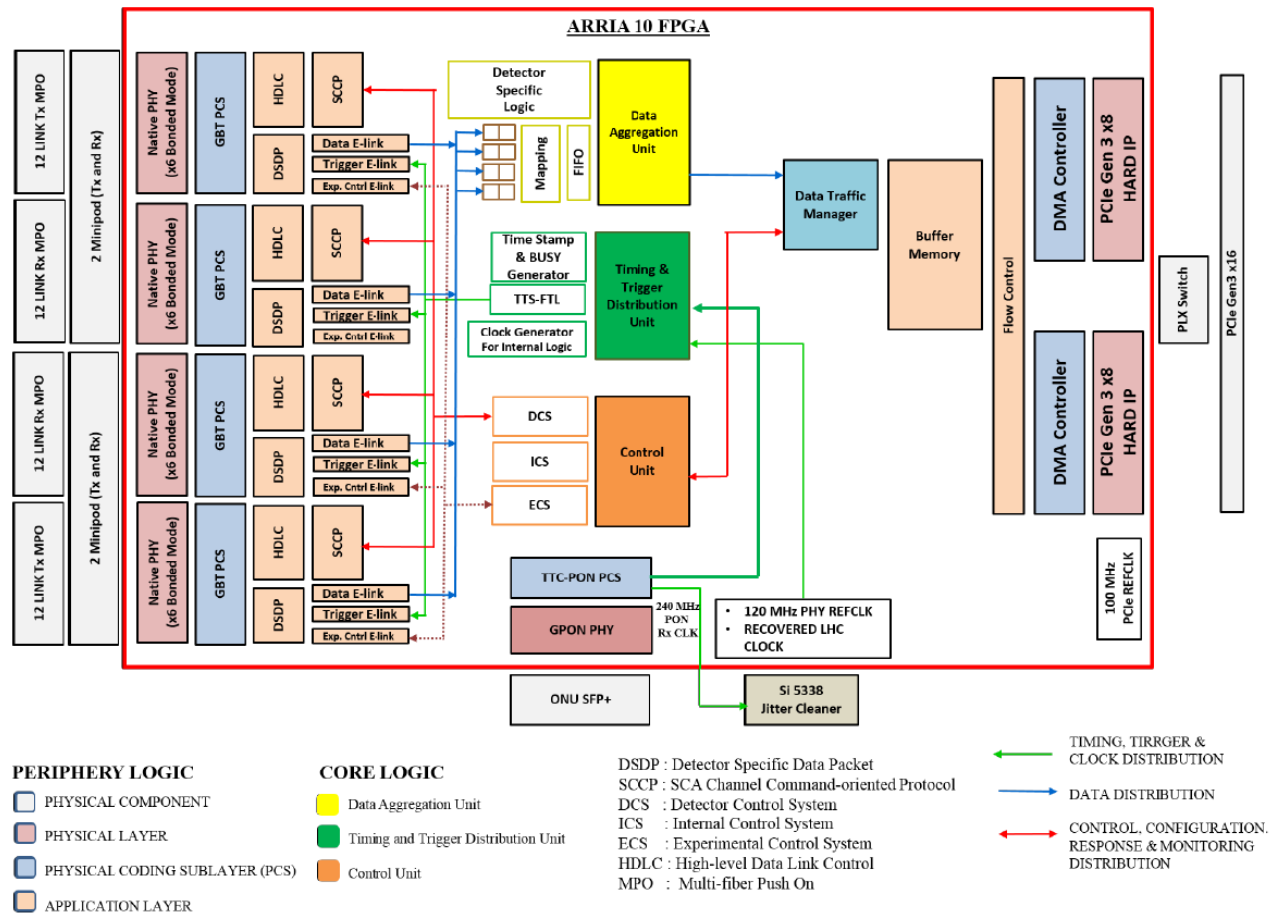 ARRIA 10 FPGA
12 LINK Tx MPO
12 LINK Rx MPO
12 LINK Rx MPO
12 LINK Tx MPO
2 Minipod (Tx and Rx)
2 Minipod (Tx and Rx)
Native PHY
(x6 Bonded Mode)
GBT PCS
HDLC
SCCP
DSDP
Data E-link
Trigger E-link
Exp. Cntrl E-link
Native PHY
(x6 Bonded Mode)
GBT PCS
HDLC
SCCP
DSDP
Data E-link
Trigger E-link
Exp. Cntrl E-link
Native PHY
(x6 Bonded Mode)
GBT PCS
HDLC
SCCP
DSDP
Data E-link
Trigger E-link
Exp. Cntrl E-link
Native PHY
(x6 Bonded Mode)
GBT PCS
HDLC
SCCP
DSDP
Data E-link
Trigger E-link
Exp. Cntrl E-link
Detector
Specific
Logic
Mapping
FIFO
Data
Aggregation
Unit
Time Stamp
& BUSY
Generator
TTS-FTL
Clock Generator
For Internal Logic
Timing &
Trigger
Distribution
Unit
DCS
ICS
ECS
Control
Unit
TTC-PON PCS
GPON PHY
240 MHz
PON
Rx CLK
ONU SFP+
• 120 MHz PHY REFCLK
• RECOVERED LHC
CLOCK
Si 5338
Jitter Cleaner
Data Traffic
Manager
Buffer
Memory
Flow Control
DMA Controller
PCIe Gen 3 x8
HARD IP
DMA Controller
PCIe Gen 3 x8
HARD IP
100 MHz
PCIe REFCLK
PLX Switch
PCIe Gen3 x16
PERIPHERY LOGIC
PHYSICAL COMPONENT
PHYSICAL LAYER
PHYSICAL CODING SUBLAYER (PCS)
APPLICATION LAYER
CORE LOGIC
Data Aggregation Unit
Timing and Trigger Distribution Unit
Control Unit
DSDP : Detector Specific Data Packet
SCCP : SCA Channel Command-oriented Protocol
DCS : Detector Control System
ICS : Internal Control System
ECS : Experimental Control System
HDLC : High-level Data Link Control
MPO : Multi-fiber Push On
TIMING, TIRRGER &
CLOCK DISTRIBUTION
DATA DISTRIBUTION
CONTROL, CONFIGURATION,
RESPONSE & MONITORING
DISTRIBUTION